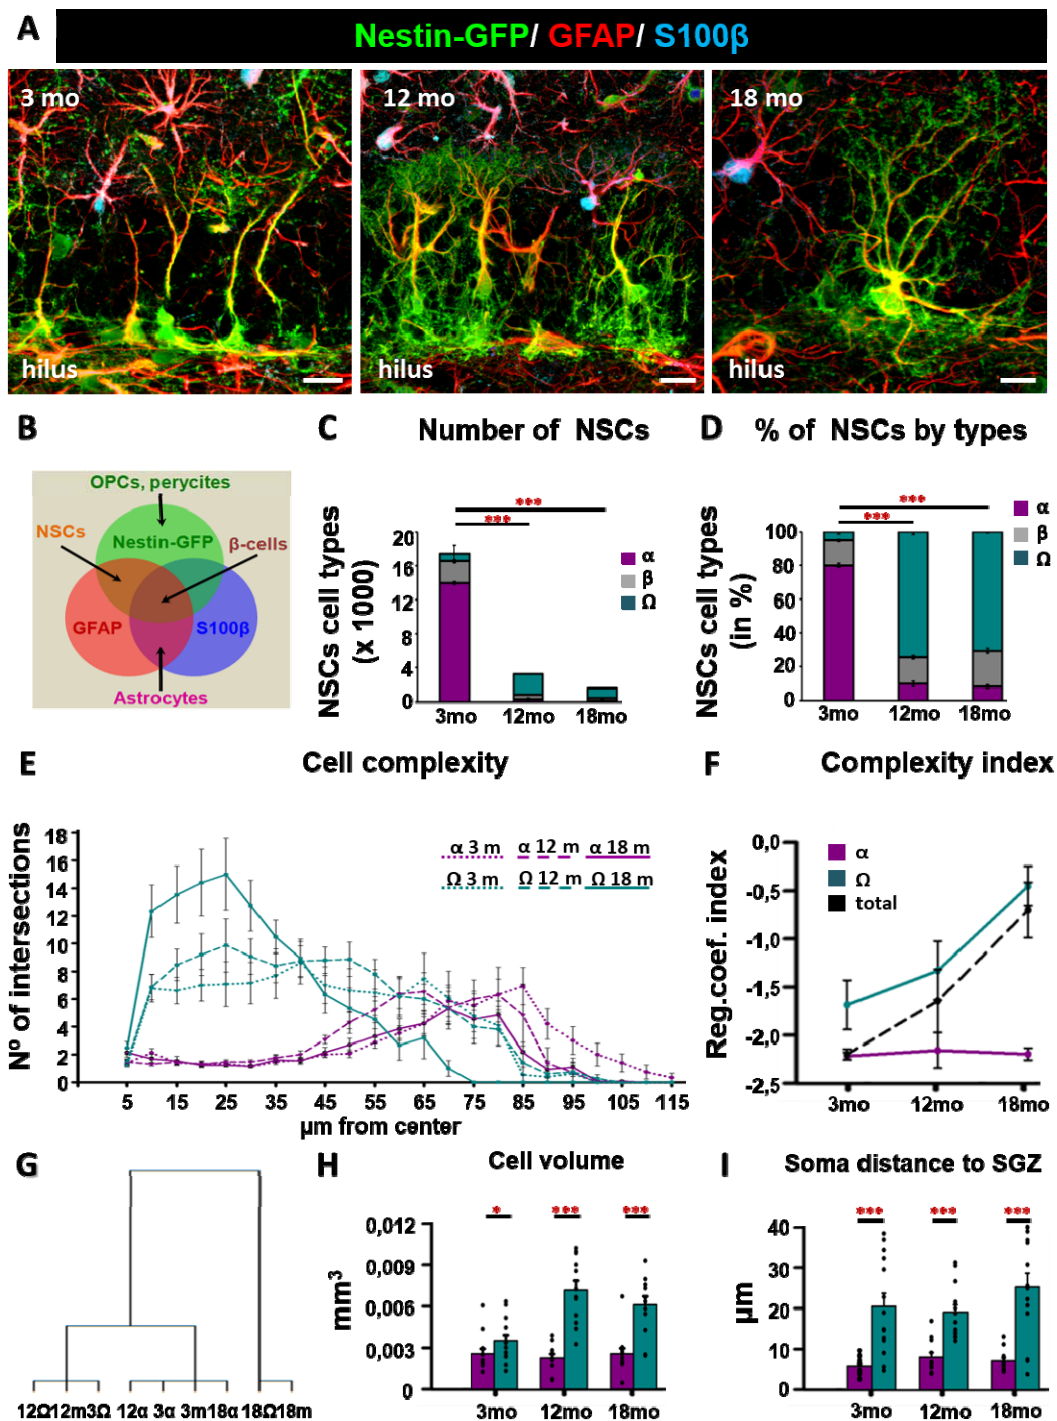 A
Nestin-GFP/ GFAP/ S100β
3 mo
12 mo
18 mo
hilus
hilus
hilus
B
OPCs, perycites
NSCs
Nestin-GFP
β-cells
GFAP
S100β
Astrocytes
C
Number of NSCs
NSCs cell types
(x 1000)
20
16
12
8
4
0
***
***
α
β
Ω
3mo
12mo
18mo
D
% of NSCs by types
NSCs cell types
(in %)
100
80
60
40
20
0
***
***
α
β
Ω
3mo
12mo
18mo
E
Cell complexity
Nº of intersections
18
16
14
12
10
8
6
4
2
0
α 3 m
α 12 m
α 18 m
Ω 3 m
Ω 12 m
Ω 18 m
5
15
25
35
45
55
65
75
85
95
105
115
µm from center
F
Complexity index
Reg.coef. index
0,0
-0,5
-1,0
-1,5
-2,0
-2,5
α
Ω
total
3mo
12mo
18mo
G
12Ω12m3Ω
12α 3α 3m18α 18Ω18m
H
Cell volume
mm³
0,012
0,009
0,006
0,003
0
*
***
***
3mo
12mo
18mo
I
Soma distance to SGZ
µm
40
30
20
10
0
***
***
***
3mo
12mo
18mo